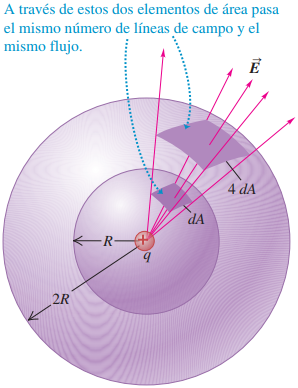 A través de estos dos elementos de área pasa
el mismo número de líneas de campo y el
mismo flujo.
E
4 dA
dA
R
+
q
2R